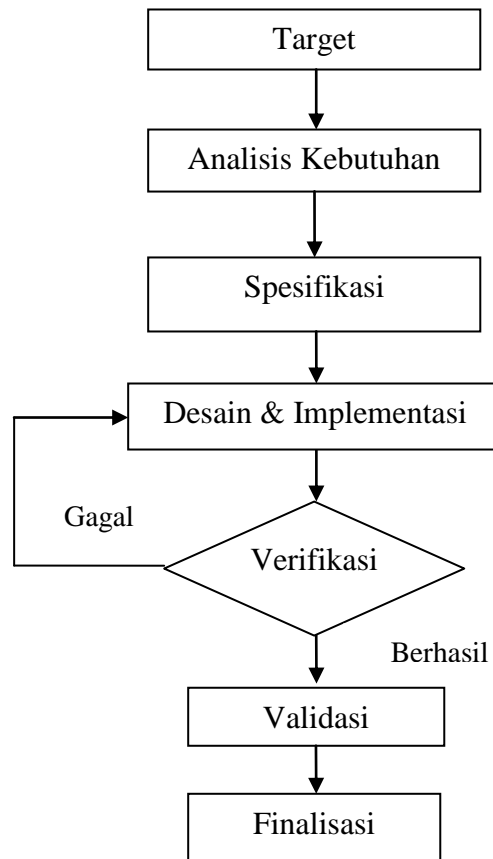 Target
Analisis Kebutuhan
Spesifikasi
Desain & Implementasi
Gagal
Verifikasi
Berhasil
Validasi
Finalisasi